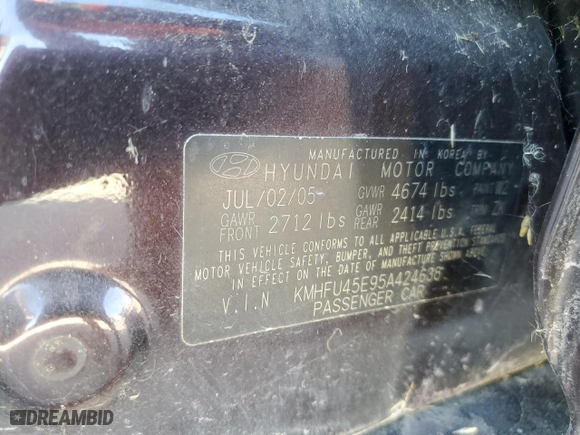 MANUFACTURED IN KOREA BY
HYUNDAI MOTOR COMPANY
JUL/02/05 GVWR 4674 lbs PAINT
GAWR FRONT 2712 lbs GAWR REAR 2414 lbs TRIM
THIS VEHICLE CONFORMS TO ALL APPLICABLE U.S.A. FEDERAL
MOTOR VEHICLE SAFETY, BUMPER, AND THEFT PREVENTION STANDARDS
IN EFFECT ON THE DATE OF MANUFACTURE SHOWN ABOVE
V.I.N KMHFU45E95A424636
PASSENGER CAR
DREAMBID